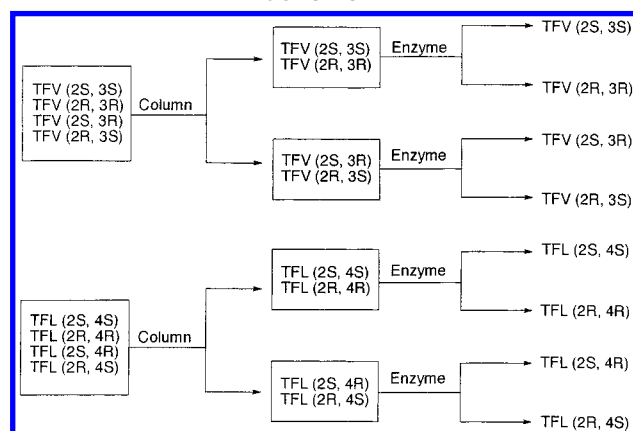 TFV (2S, 3S)
TFV (2R, 3R)
TFV (2S, 3R)
TFV (2R, 3S)
Column
TFV (2S, 3S)
TFV (2R, 3R)
Enzyme
TFV (2S, 3S)
TFV (2R, 3R)
TFV (2S, 3R)
TFV (2R, 3S)
Enzyme
TFV (2S, 3R)
TFV (2R, 3S)
TFL (2S, 4S)
TFL (2R, 4R)
TFL (2S, 4R)
TFL (2R, 4S)
Column
TFL (2S, 4S)
TFL (2R, 4R)
Enzyme
TFL (2S, 4S)
TFL (2R, 4R)
TFL (2S, 4R)
TFL (2R, 4S)
Enzyme
TFL (2S, 4R)
TFL (2R, 4S)